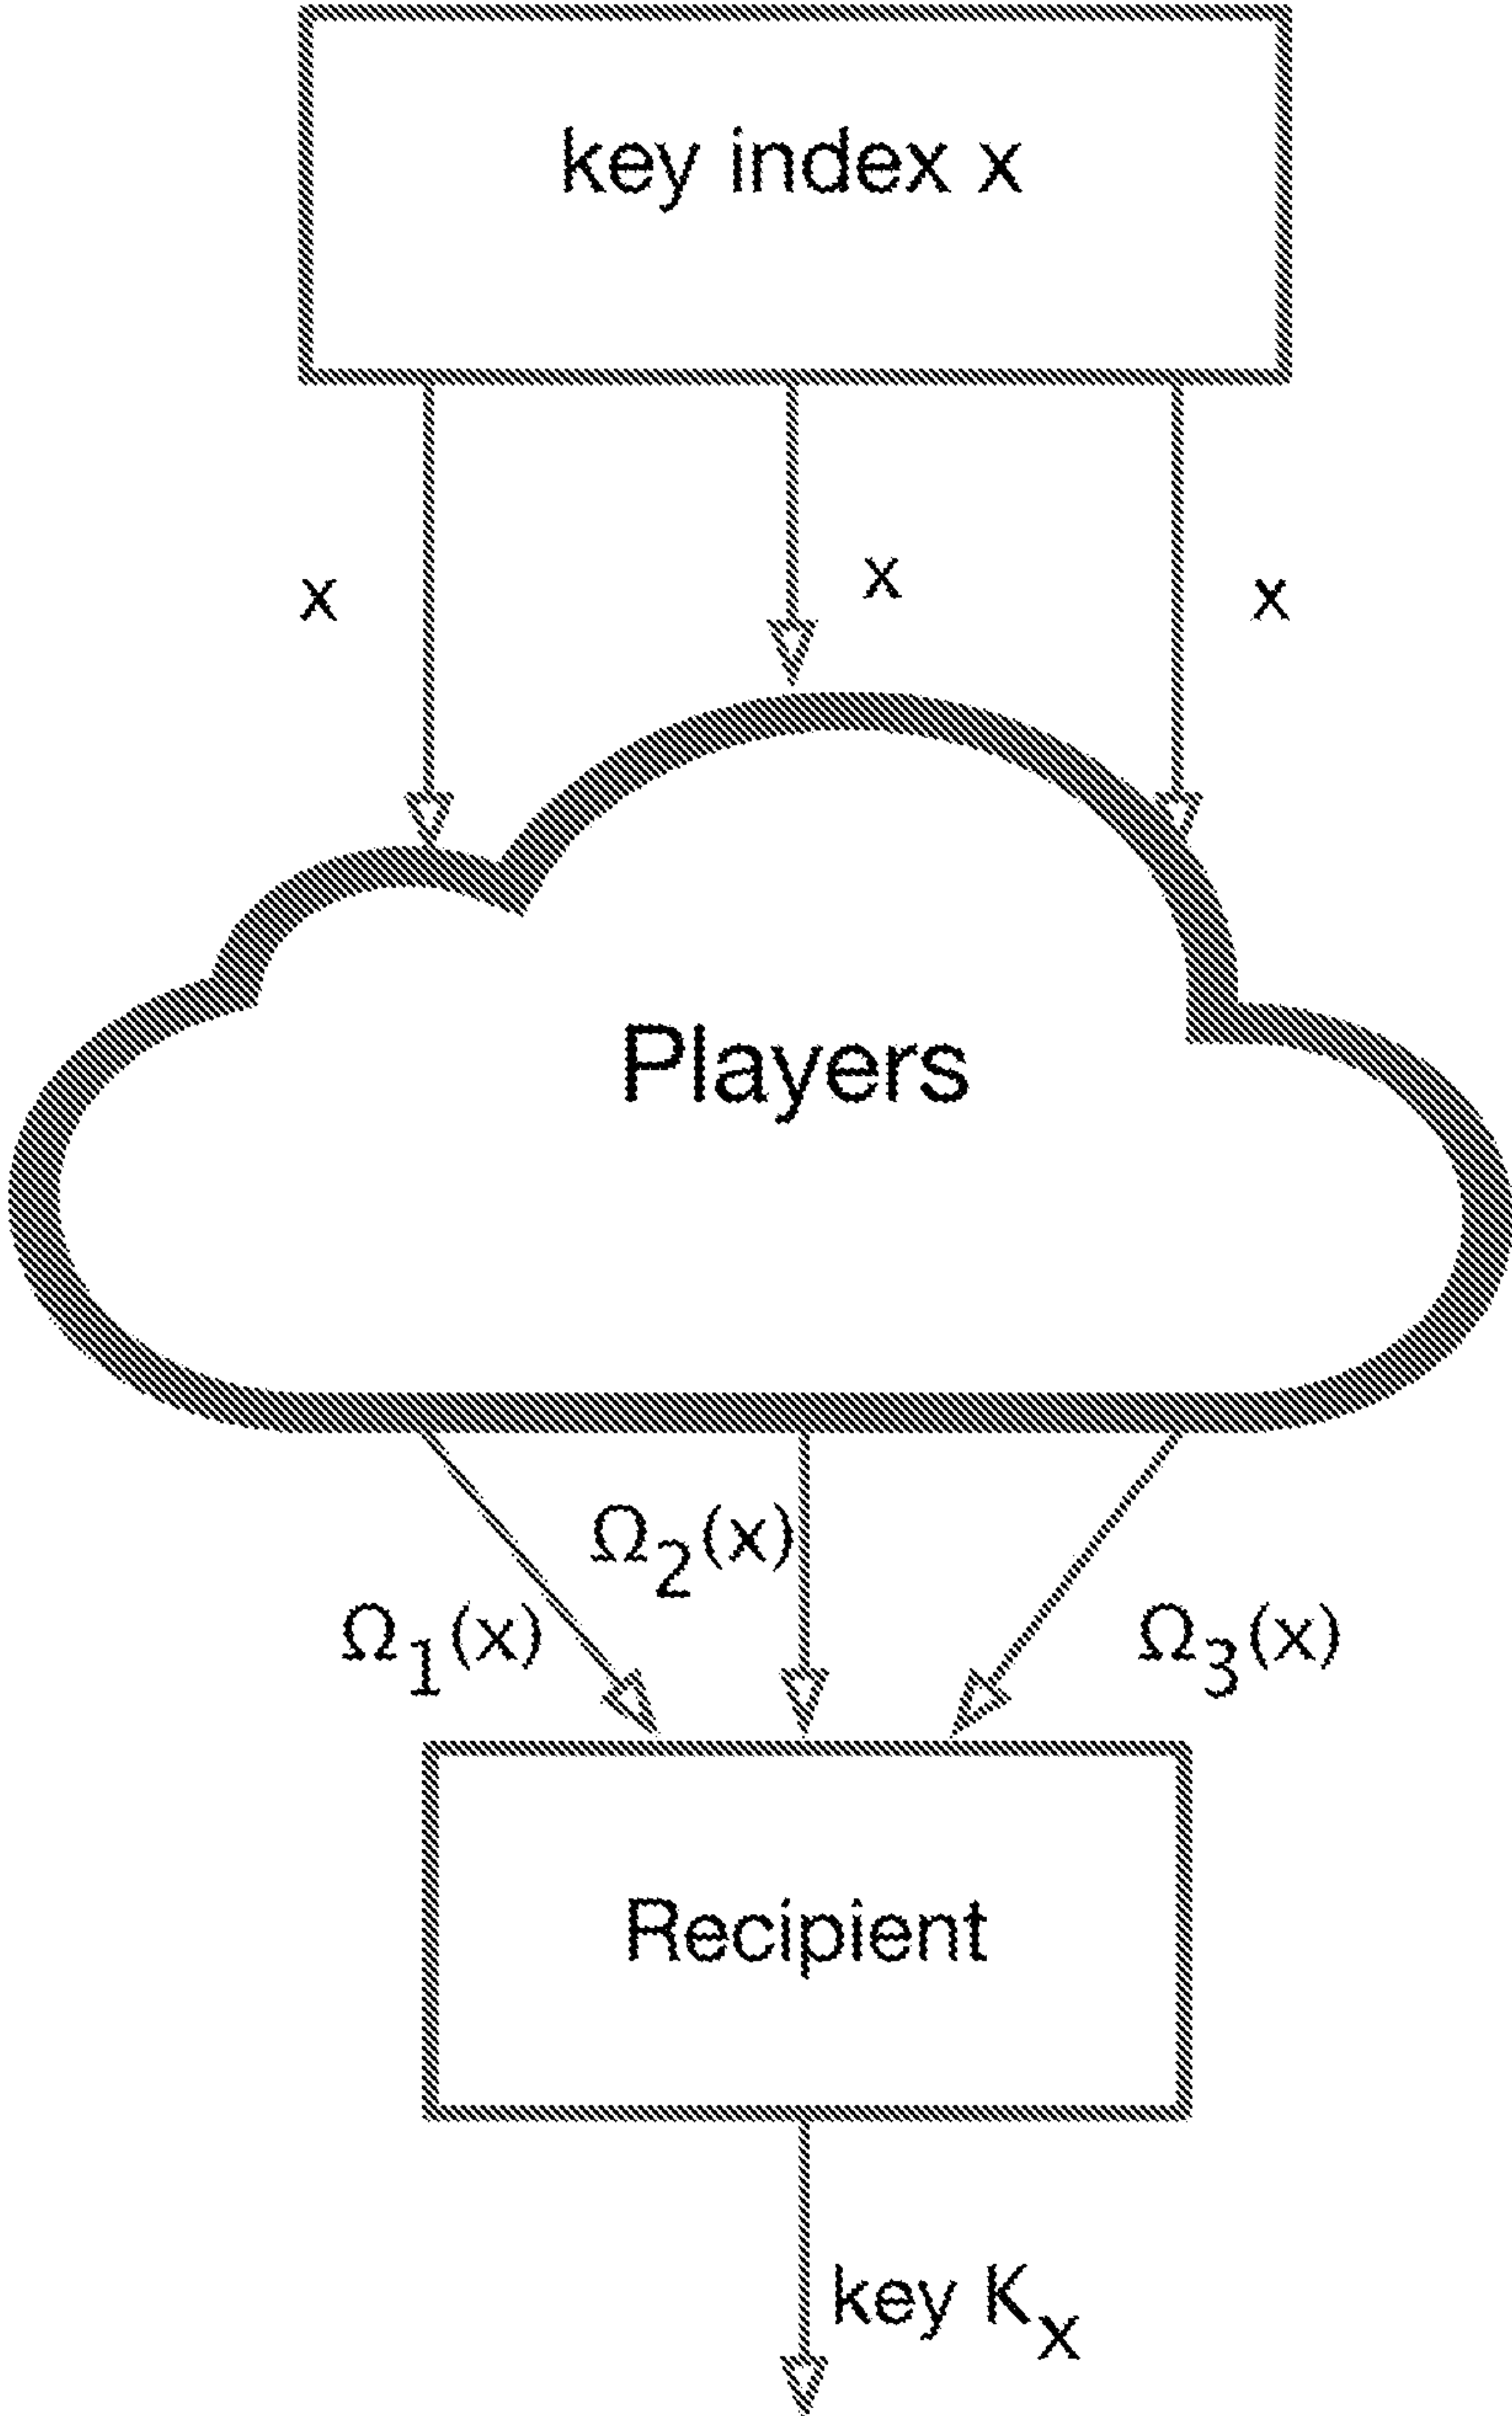 key index x
x
x
x
Players
Ω₂(x)
Ω₁(x)
Ω₃(x)
Recipient
key Kₓ